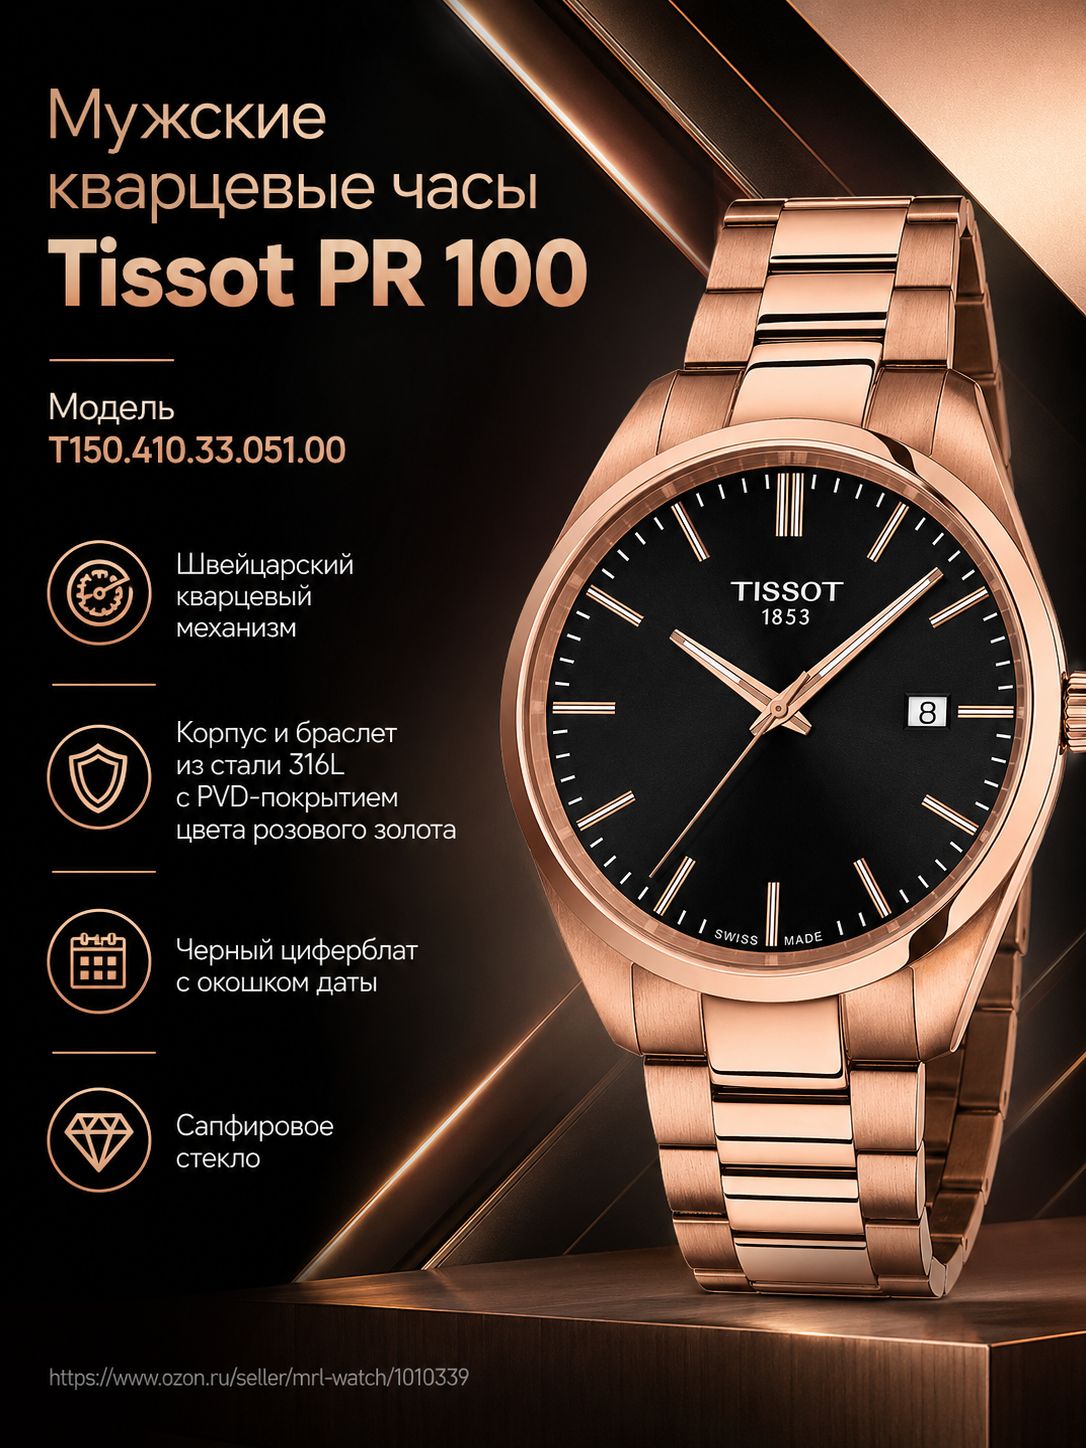 Мужские
кварцевые часы
Tissot PR 100
Модель
T150.410.33.051.00
Швейцарский
кварцевый
механизм
Корпус и браслет
из стали 316L
с PVD-покрытием
цвета розового золота
Черный циферблат
с окошком даты
Сапфировое
стекло
TISSOT
1853
8
SWISS MADE
https://www.ozon.ru/seller/mrl-watch/1010339